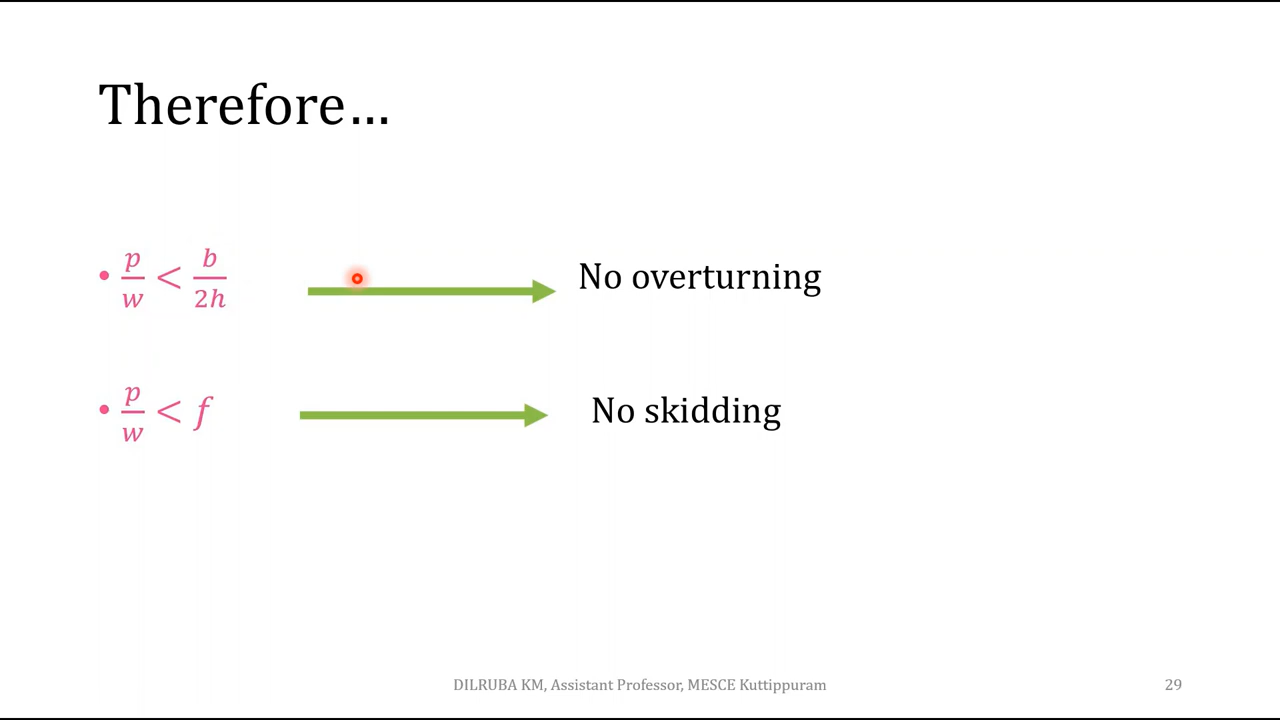 Therefore…
• p/w < b/2h No overturning
• p/w < f No skidding
DILRUBA KM, Assistant Professor, MESCE Kuttippuram 29